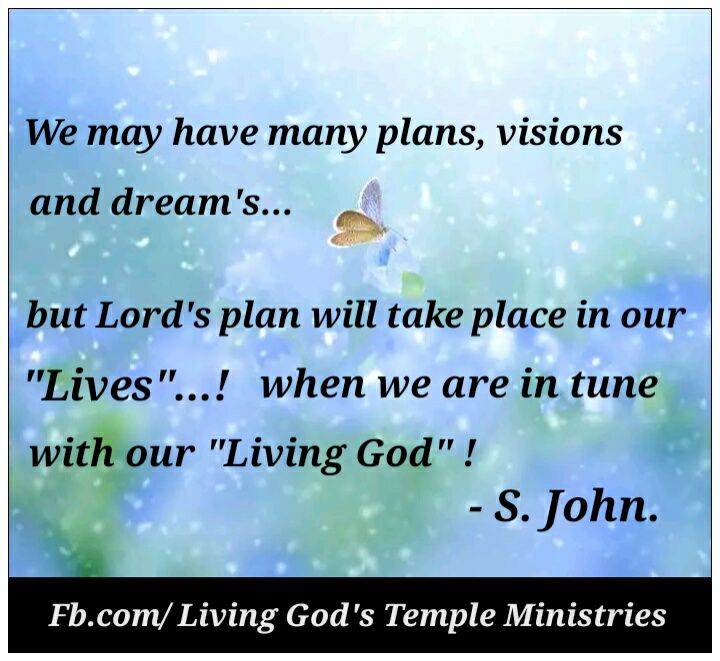 We may have many plans, visions
and dream's...
but Lord's plan will take place in our
"Lives"...! when we are in tune
with our "Living God" !
- S. John.
Fb.com/ Living God's Temple Ministries